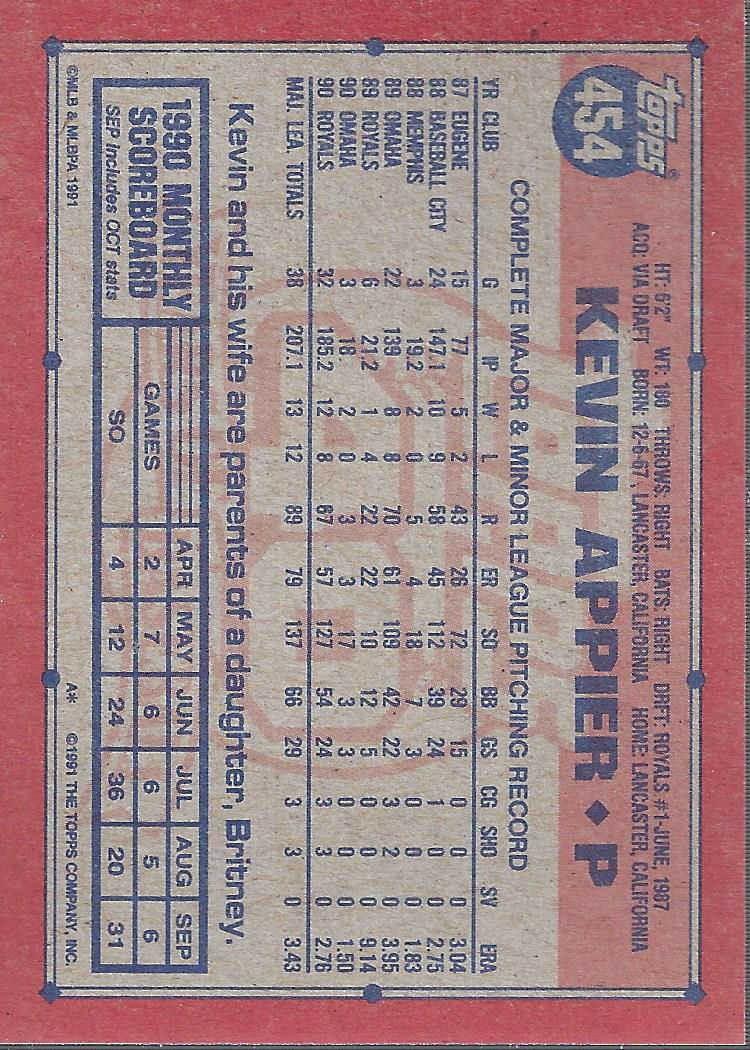 TOPPS®
454
HT: 6'2" WT: 180 THROWS: RIGHT BATS: RIGHT DRFT: ROYALS #1-JUNE, 1987
ACQ: VIA DRAFT BORN: 12-6-67, LANCASTER, CALIFORNIA HOME: LANCASTER, CALIFORNIA
KEVIN APPIER ♦ P
COMPLETE MAJOR & MINOR LEAGUE PITCHING RECORD
YR CLUB G IP W L R ER SO BB GS CG SHO SV ERA
87 EUGENE 15 77 5 2 43 26 72 29 15 0 0 0 3.04
88 BASEBALL CITY 24 147.1 10 9 58 45 112 39 24 1 0 0 2.75
88 MEMPHIS 3 19.2 2 0 5 4 18 7 3 0 0 0 1.83
89 OMAHA 22 139 8 8 70 61 109 42 22 3 2 0 3.95
89 ROYALS 6 21.2 1 4 22 22 10 12 5 0 0 0 9.14
90 OMAHA 3 18. 2 0 3 3 17 3 3 0 0 0 1.50
90 ROYALS 32 185.2 12 8 67 57 127 54 24 3 3 0 2.76
MAJ. LEA. TOTALS 38 207.1 13 12 89 79 137 66 29 3 3 0 3.43
Kevin and his wife are parents of a daughter, Britney.
1990 MONTHLY SCOREBOARD
SEP includes OCT stats
APR MAY JUN JUL AUG SEP
GAMES 2 7 6 6 5 6
SO 4 12 24 36 20 31
©MLB & MLBPA 1991
A* ©1991 THE TOPPS COMPANY, INC.